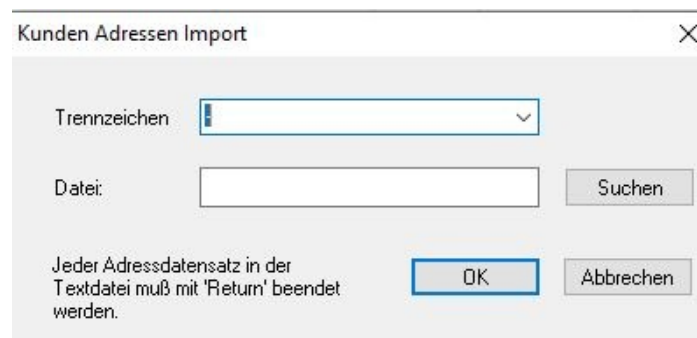 Kunden Adressen Import
Trennzeichen
Datei:
Suchen
Jeder Adressdatensatz in der
Textdatei muß mit 'Return' beendet
werden.
OK
Abbrechen